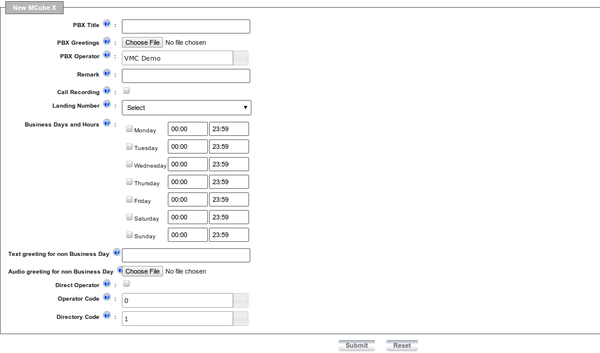 New MCube X
PBX Title :
PBX Greetings : Choose File No file chosen
PBX Operator : VMC Demo
Remark :
Call Recording :
Landing Number : Select
Business Days and Hours :
Monday 00:00 23:59
Tuesday 00:00 23:59
Wednesday 00:00 23:59
Thursday 00:00 23:59
Friday 00:00 23:59
Saturday 00:00 23:59
Sunday 00:00 23:59
Text greeting for non Business Day :
Audio greeting for non Business Day Choose File No file chosen
Direct Operator :
Operator Code : 0
Directory Code : 1
Submit Reset